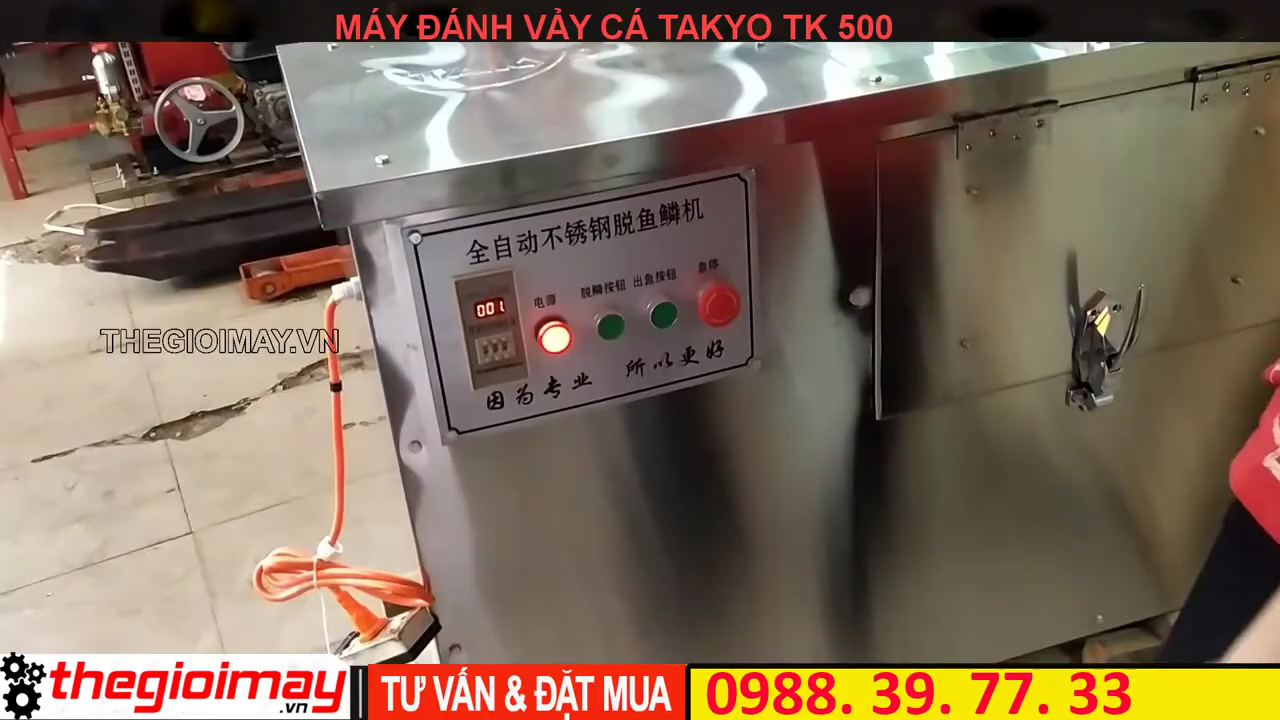 MÁY ĐÁNH VẢY CÁ TAKYO TK 500
全自动不锈钢脱鱼鳞机
001
电源
脱鳞按钮
出鱼按钮
急停
因为专业 所以更好
THEGIOIMAY.VN
thegioimay.vn
TƯ VẤN & ĐẶT MUA
0988. 39. 77. 33